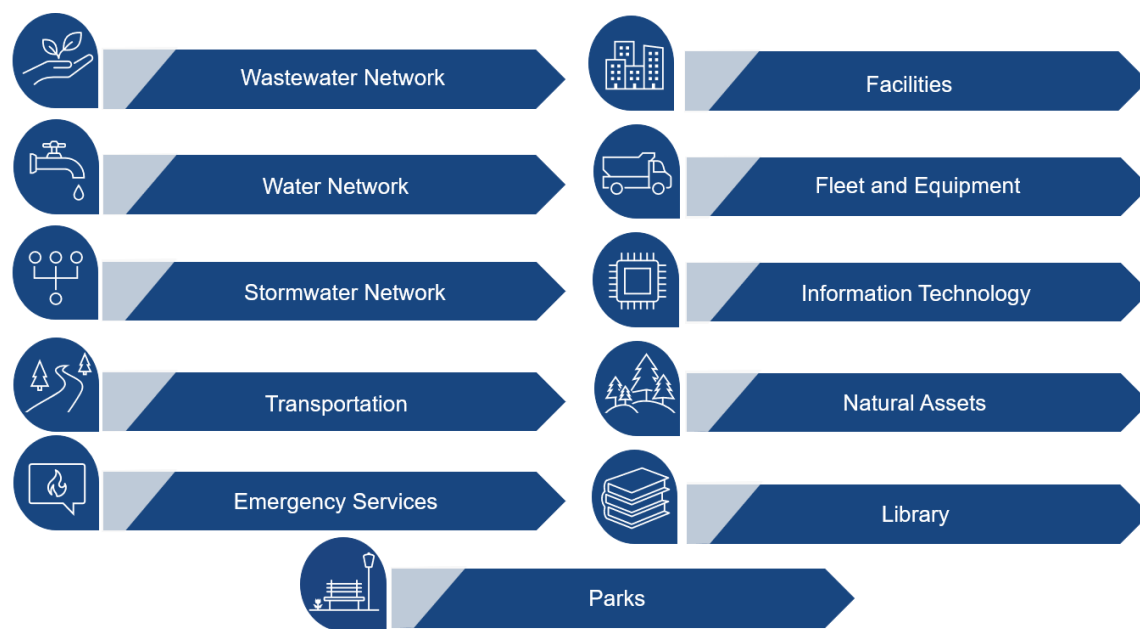 Wastewater Network
Water Network
Stormwater Network
Transportation
Emergency Services
Facilities
Fleet and Equipment
Information Technology
Natural Assets
Library
Parks